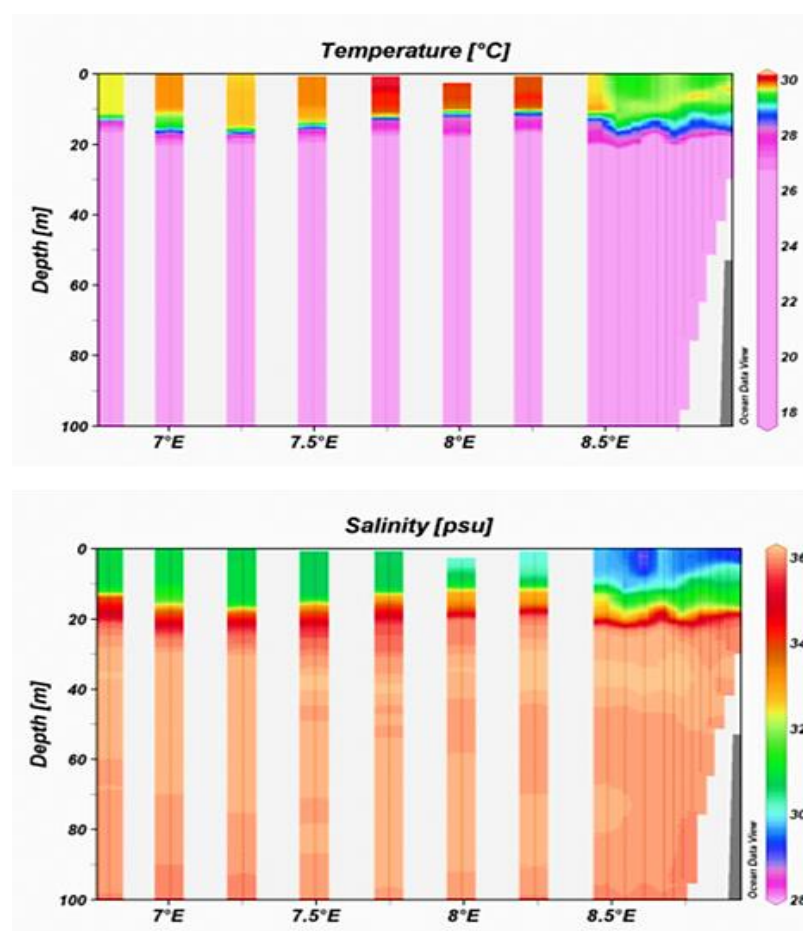 Temperature [°C]
0
20
40
60
80
100
Depth [m]
7°E
7.5°E
8°E
8.5°E
30
28
26
24
22
20
18
Ocean Data View
Salinity [psu]
0
20
40
60
80
100
Depth [m]
7°E
7.5°E
8°E
8.5°E
36
34
32
30
28
Ocean Data View